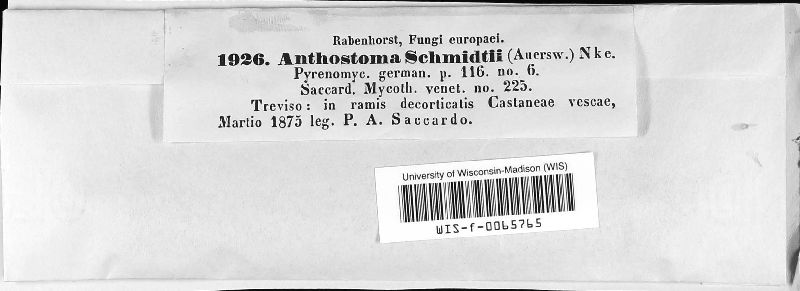 Rabenhorst, Fungi europaei.
1926. Anthostoma Schmidtii (Auersw.) Nke.
Pyrenomyc. german. p. 116. no. 6.
Saccard. Mycoth. venet. no. 225.
Treviso: in ramis decorticatis Castaneae vescae,
Martio 1875 leg. P. A. Saccardo.
University of Wisconsin-Madison (WIS)
WIS-f-0065765